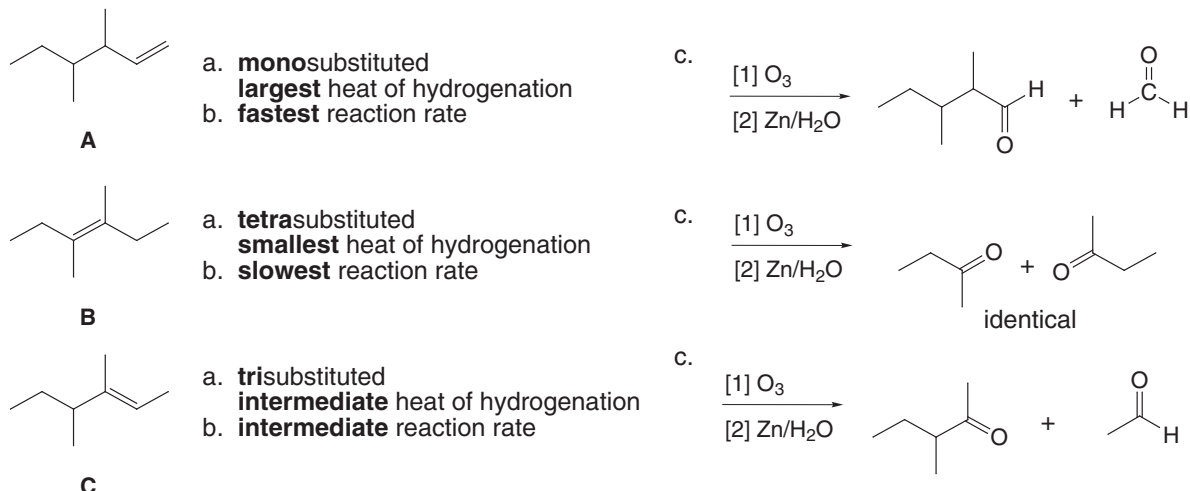 a. monosubstituted
largest heat of hydrogenation
b. fastest reaction rate
A
c.
[1] O3
[2] Zn/H2O
H
O
+
O
H C H
a. tetrasubstituted
smallest heat of hydrogenation
b. slowest reaction rate
B
c.
[1] O3
[2] Zn/H2O
O + O
identical
a. trisubstituted
intermediate heat of hydrogenation
b. intermediate reaction rate
C
c.
[1] O3
[2] Zn/H2O
O
+
O
H